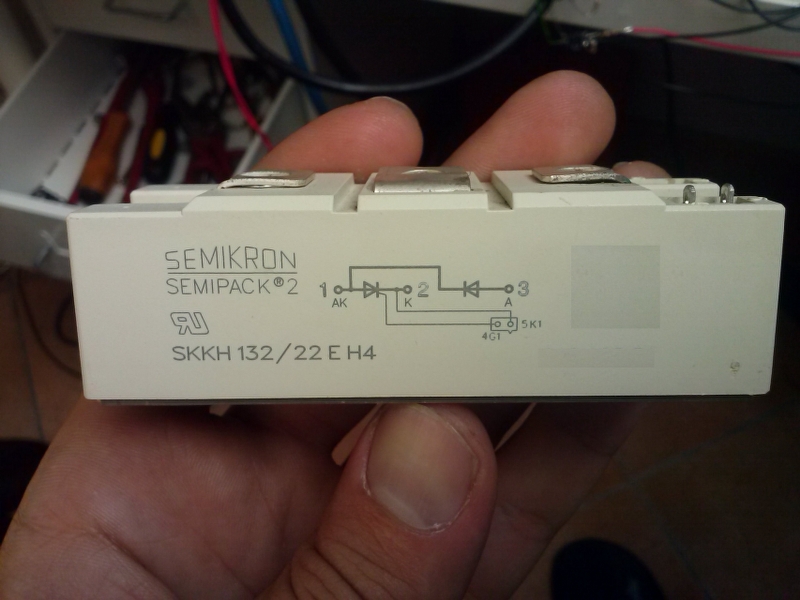 SEMIKRON
SEMIPACK®2
SKKH 132/22 E H4
1 2 3
AK K A
5K1
4G1